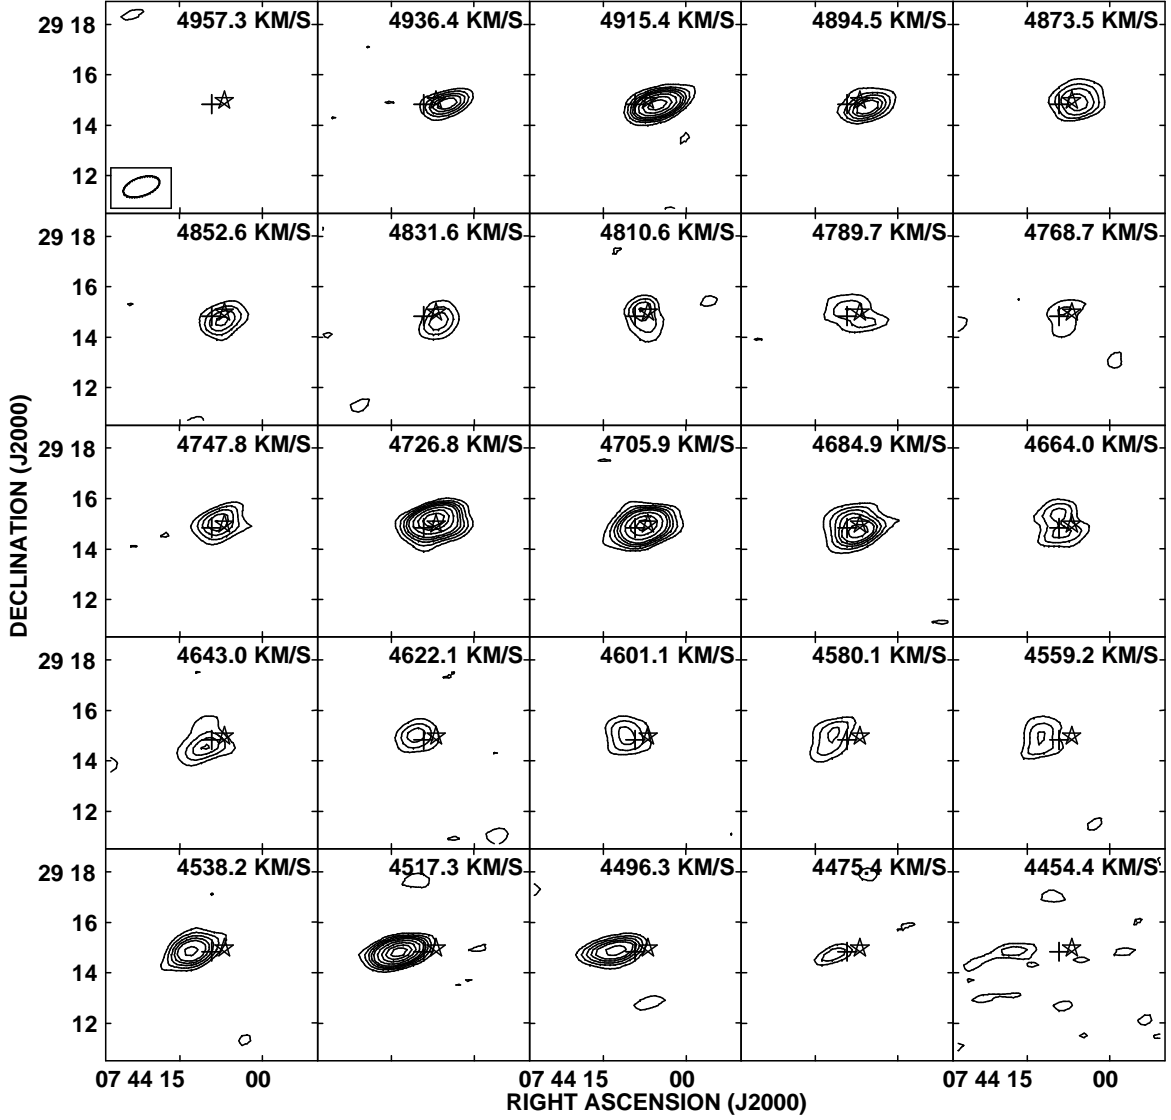 4957.3 KM/S 4936.4 KM/S 4915.4 KM/S 4894.5 KM/S 4873.5 KM/S
29 18
16
14
12
4852.6 KM/S 4831.6 KM/S 4810.6 KM/S 4789.7 KM/S 4768.7 KM/S
29 18
16
14
12
4747.8 KM/S 4726.8 KM/S 4705.9 KM/S 4684.9 KM/S 4664.0 KM/S
29 18
16
14
12
4643.0 KM/S 4622.1 KM/S 4601.1 KM/S 4580.1 KM/S 4559.2 KM/S
29 18
16
14
12
4538.2 KM/S 4517.3 KM/S 4496.3 KM/S 4475.4 KM/S 4454.4 KM/S
29 18
16
14
12
DECLINATION (J2000)
07 44 15 00 07 44 15 00 07 44 15 00
RIGHT ASCENSION (J2000)